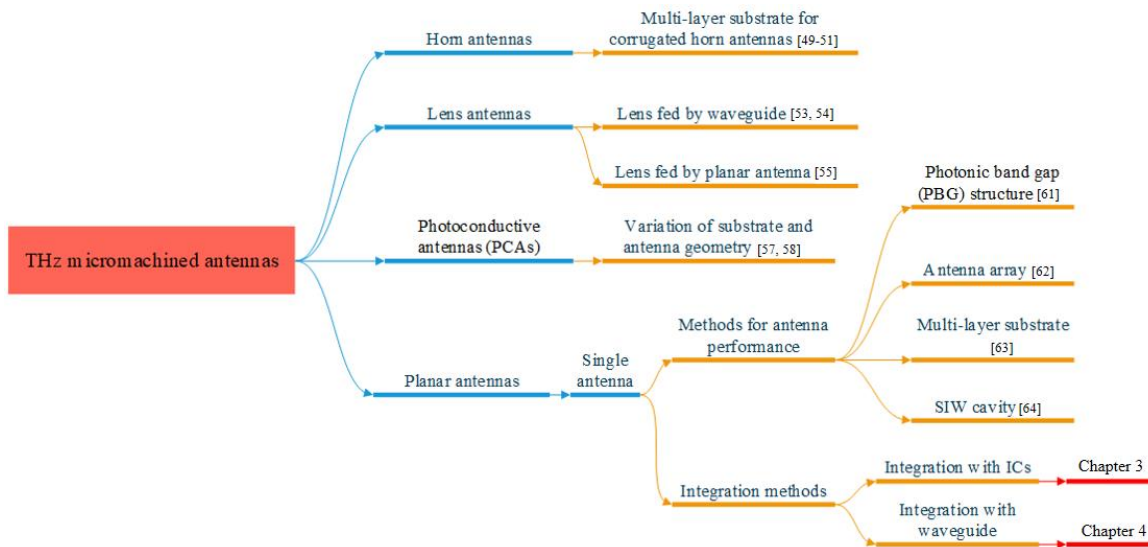 THz micromachined antennas
Horn antennas
Multi-layer substrate for
corrugated horn antennas [49-51]
Lens antennas
Lens fed by waveguide [53, 54]
Lens fed by planar antenna [55]
Photoconductive
antennas (PCAs)
Variation of substrate and
antenna geometry [57, 58]
Planar antennas
Single
antenna
Methods for antenna
performance
Photonic band gap
(PBG) structure [61]
Antenna array [62]
Multi-layer substrate
[63]
SIW cavity [64]
Integration methods
Integration with ICs
Chapter 3
Integration with
waveguide
Chapter 4